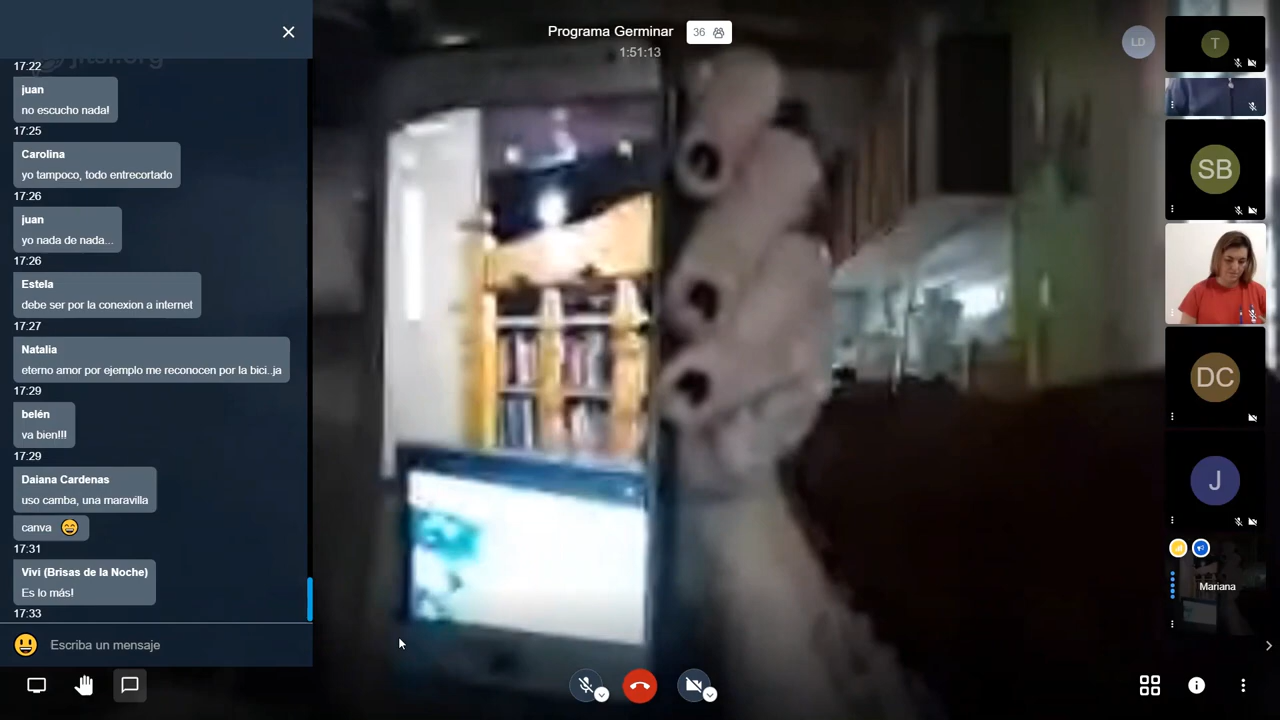 jitsi.org
17:22
juan
no escucho nada!
17:25
Carolina
yo tampoco, todo entrecortado
17:26
juan
yo nada de nada...
17:26
Estela
debe ser por la conexion a internet
17:27
Natalia
eterno amor por ejemplo me reconocen por la bici..ja
17:29
belén
va bien!!!
17:29
Daiana Cardenas
uso camba, una maravilla
canva 😄
17:31
Vivi (Brisas de la Noche)
Es lo más!
17:33
Escriba un mensaje
Programa Germinar
36
1:51:13
LD
T
SB
DC
J
Mariana